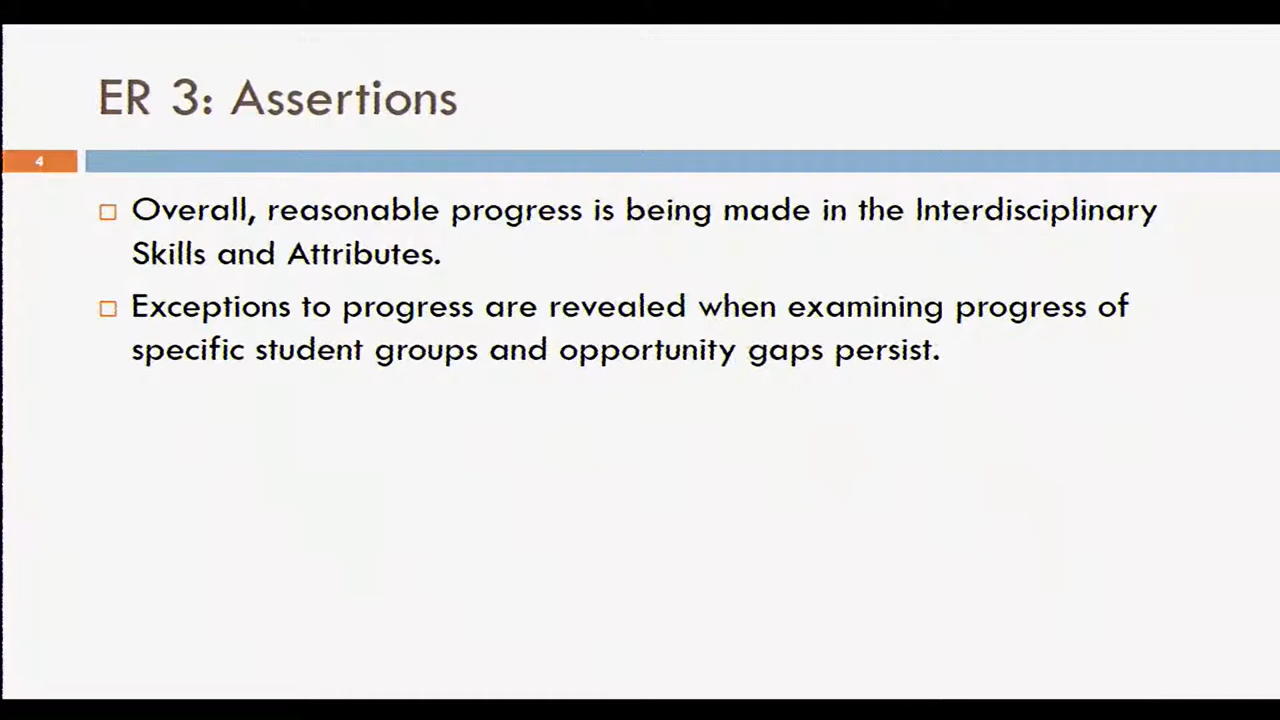 ER 3: Assertions
4
Overall, reasonable progress is being made in the Interdisciplinary
Skills and Attributes.
Exceptions to progress are revealed when examining progress of
specific student groups and opportunity gaps persist.